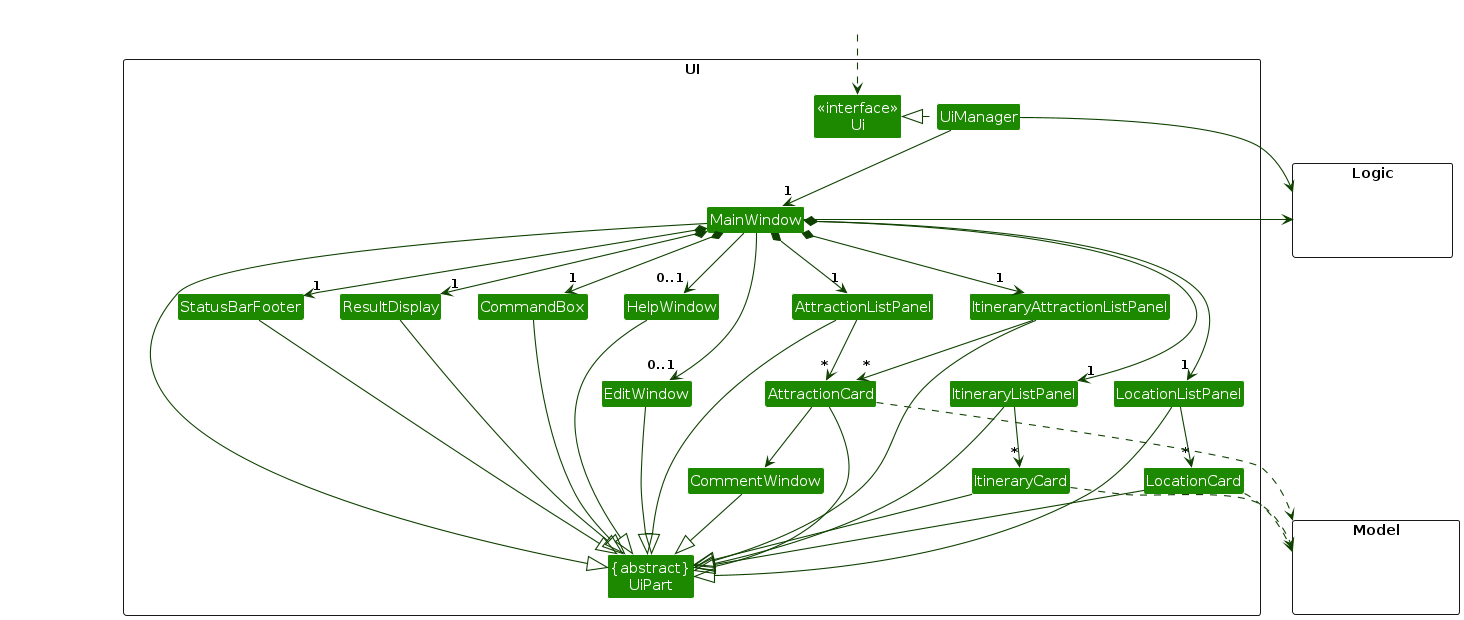 UI
«interface»
Ui
UiManager
Logic
1
MainWindow
1
1
1
0..1
1
1
StatusBarFooter
ResultDisplay
CommandBox
HelpWindow
AttractionListPanel
ItineraryAttractionListPanel
0..1
*
*
1
1
EditWindow
AttractionCard
ItineraryListPanel
LocationListPanel
*
*
CommentWindow
ItineraryCard
LocationCard
Model
{abstract}
UiPart